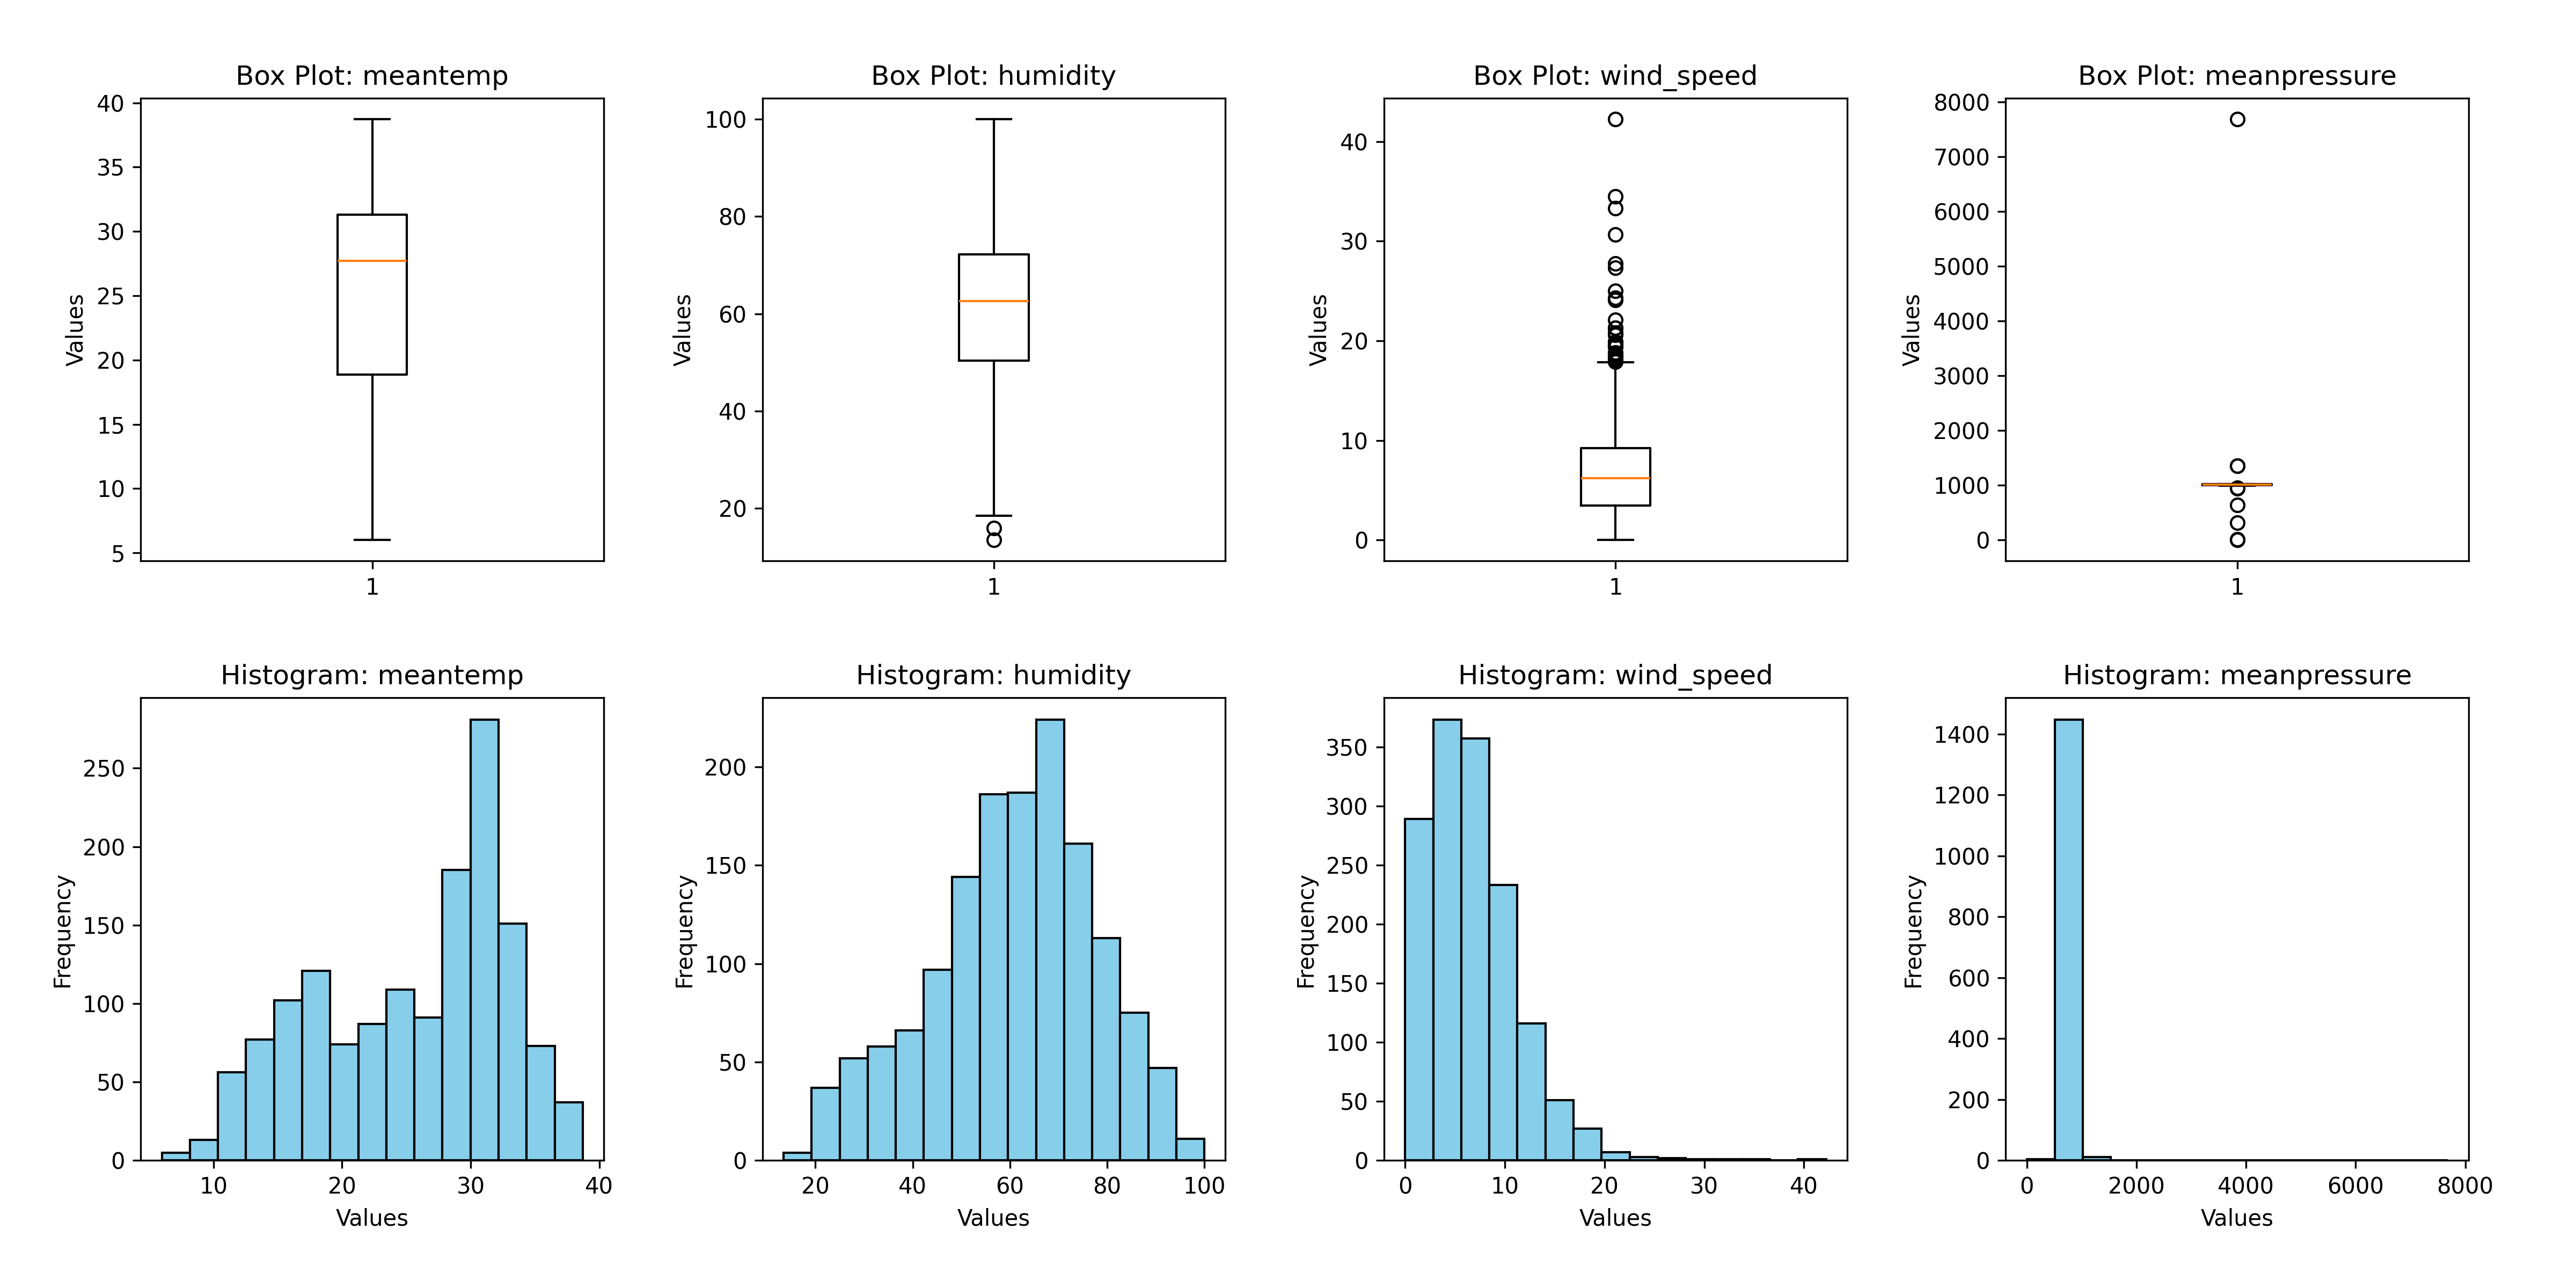 Box Plot: meantemp
40
35
30
25
20
15
10
5
Values
1
Box Plot: humidity
100
80
60
40
20
Values
1
Box Plot: wind_speed
40
30
20
10
0
Values
1
Box Plot: meanpressure
8000
7000
6000
5000
4000
3000
2000
1000
0
Values
1
Histogram: meantemp
250
200
150
100
50
0
Frequency
10 20 30 40
Values
Histogram: humidity
200
150
100
50
0
Frequency
20 40 60 80 100
Values
Histogram: wind_speed
350
300
250
200
150
100
50
0
Frequency
0 10 20 30 40
Values
Histogram: meanpressure
1400
1200
1000
800
600
400
200
0
Frequency
0 2000 4000 6000 8000
Values